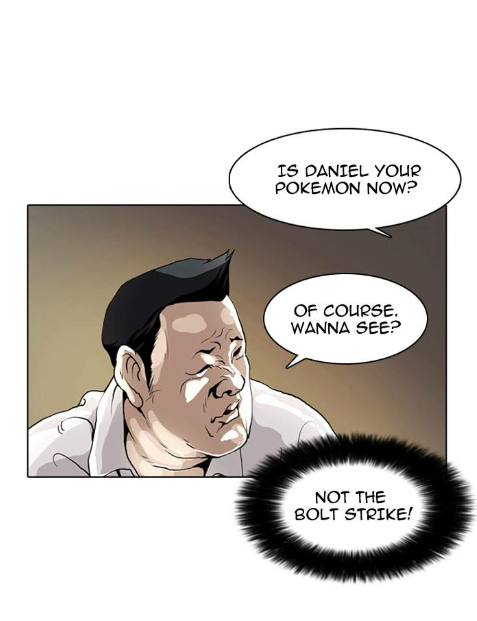 IS DANIEL YOUR
POKEMON NOW?
OF COURSE.
WANNA SEE?
NOT THE
BOLT STRIKE!